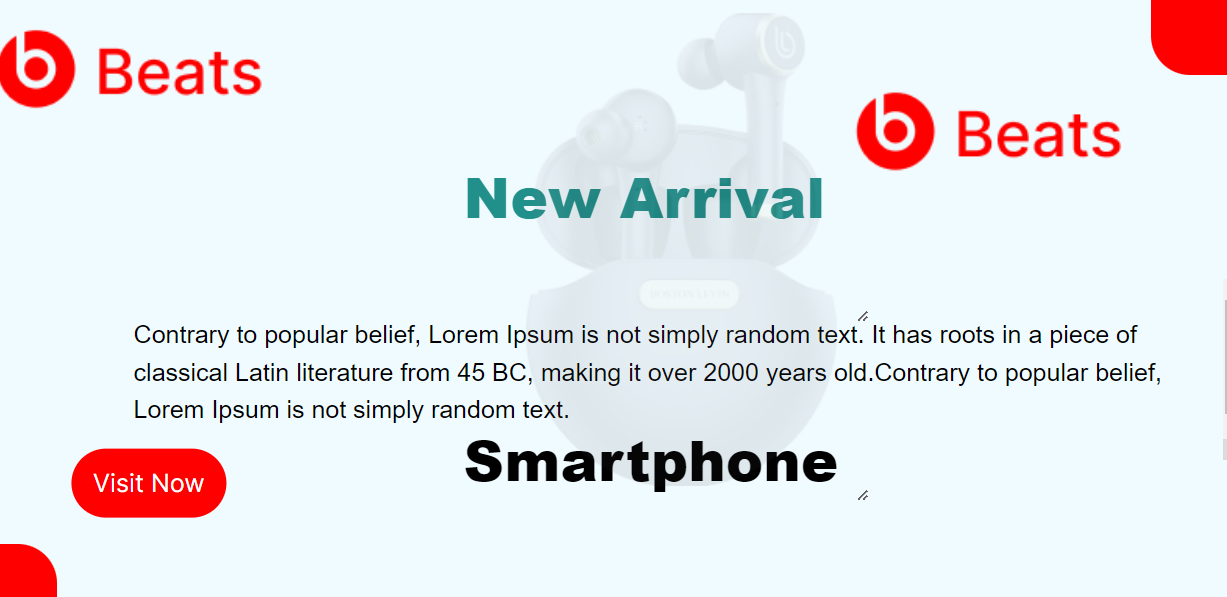 Beats
Beats
New Arrival
Contrary to popular belief, Lorem Ipsum is not simply random text. It has roots in a piece of
classical Latin literature from 45 BC, making it over 2000 years old.Contrary to popular belief,
Lorem Ipsum is not simply random text.
Smartphone
Visit Now